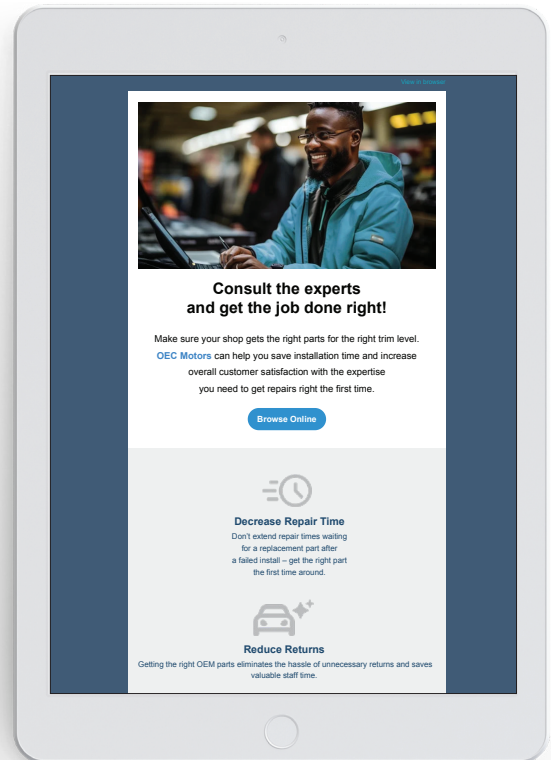 View in browser
Consult the experts
and get the job done right!
Make sure your shop gets the right parts for the right trim level.
OEC Motors can help you save installation time and increase
overall customer satisfaction with the expertise
you need to get repairs right the first time.
Browse Online
Decrease Repair Time
Don't extend repair times waiting
for a replacement part after
a failed install – get the right part
the first time around.
Reduce Returns
Getting the right OEM parts eliminates the hassle of unnecessary returns and saves
valuable staff time.